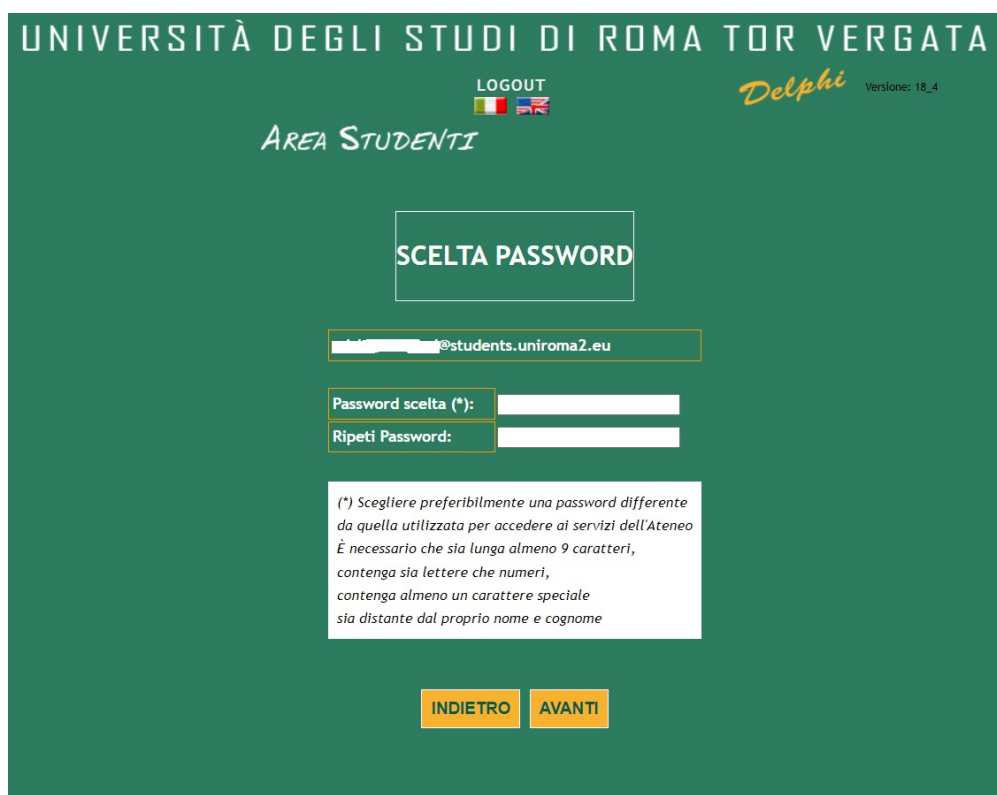 UNIVERSITÀ DEGLI STUDI DI ROMA TOR VERGATA
LOGOUT
Delphi
Versione: 18_4
AREA STUDENTI
SCELTA PASSWORD
@students.uniroma2.eu
Password scelta (*):
Ripeti Password:
(*) Scegliere preferibilmente una password differente
da quella utilizzata per accedere ai servizi dell'Ateneo
È necessario che sia lunga almeno 9 caratteri,
contenga sia lettere che numeri,
contenga almeno un carattere speciale
sia distante dal proprio nome e cognome
INDIETRO
AVANTI